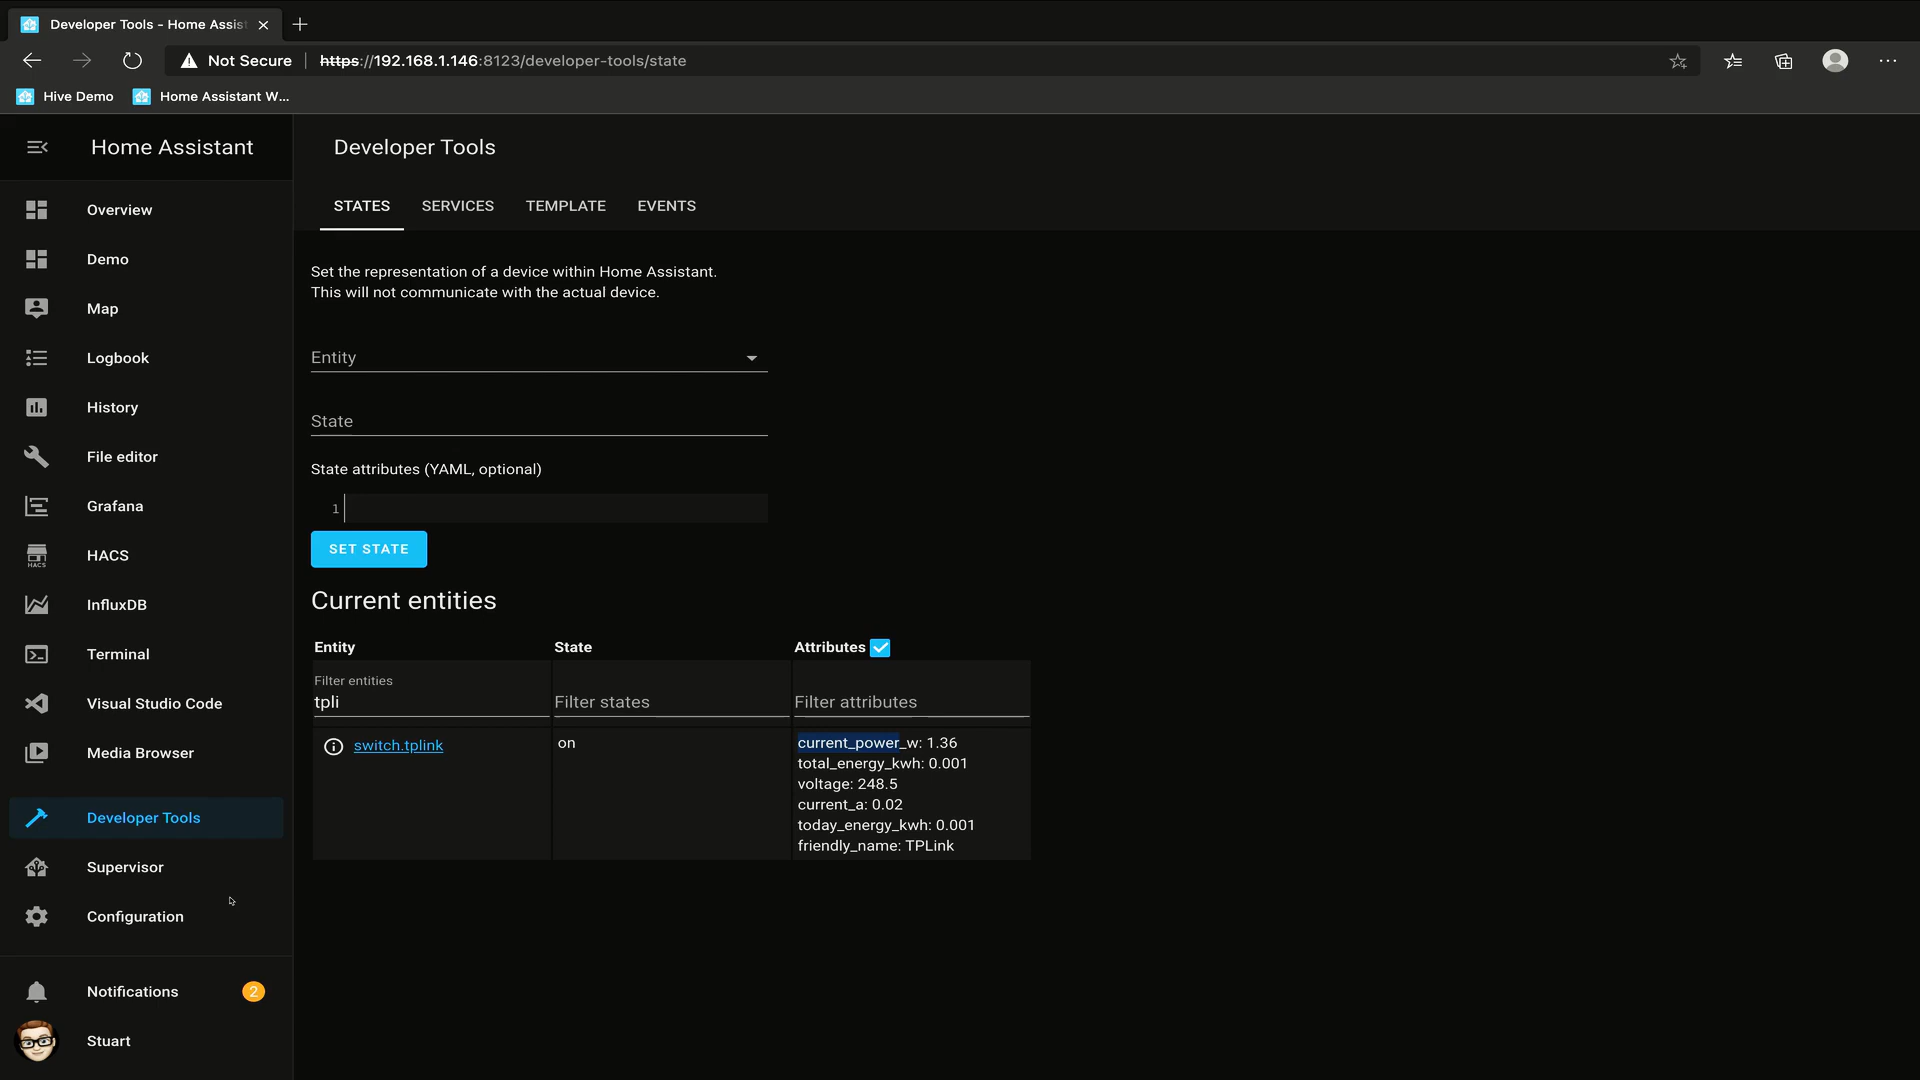 Developer Tools - Home Assis
Not Secure
https://192.168.1.146:8123/developer-tools/state
Hive Demo
Home Assistant W...
Home Assistant
Developer Tools
STATES
SERVICES
TEMPLATE
EVENTS
Overview
Demo
Map
Logbook
History
File editor
Grafana
HACS
HACS
InfluxDB
Terminal
Visual Studio Code
Media Browser
Developer Tools
Supervisor
Configuration
Notifications
2
Stuart
Set the representation of a device within Home Assistant.
This will not communicate with the actual device.
Entity
State
State attributes (YAML, optional)
1
SET STATE
Current entities
Entity
State
Attributes
Filter entities
tpli
Filter states
Filter attributes
switch.tplink
on
current_power_w: 1.36
total_energy_kwh: 0.001
voltage: 248.5
current_a: 0.02
today_energy_kwh: 0.001
friendly_name: TPLink